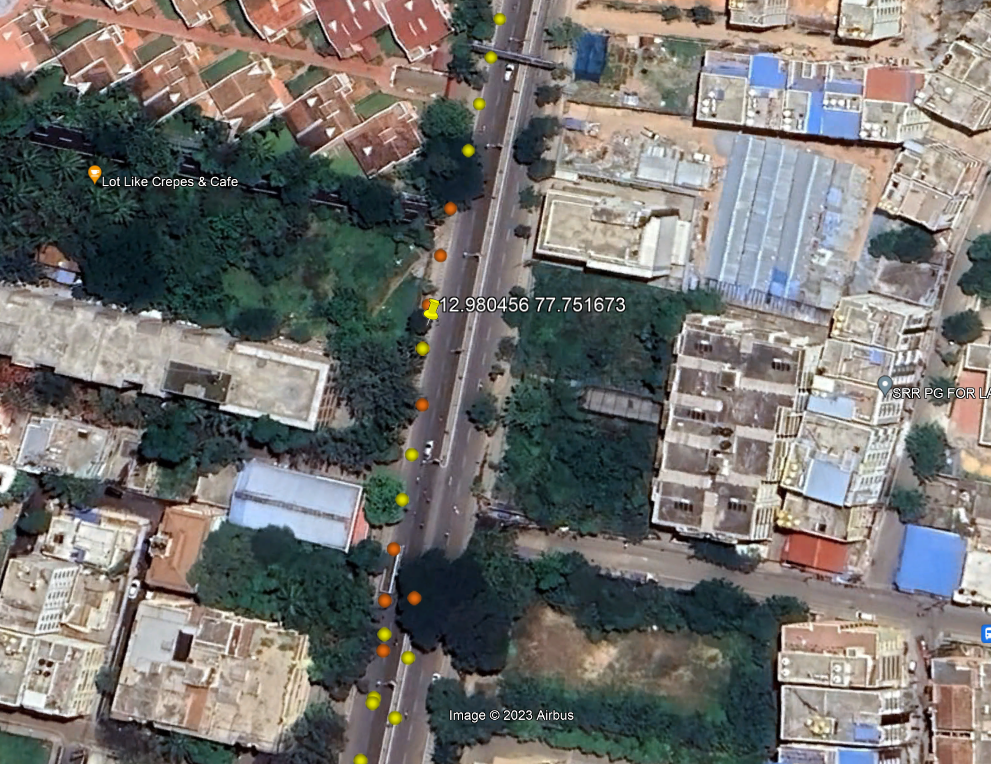 Lot Like Crepes & Cafe
12.980456 77.751673
SRR PG FOR LA
Image © 2023 Airbus